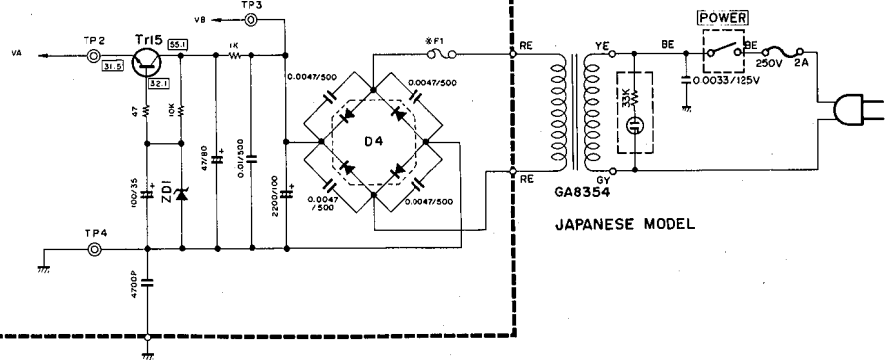 TP3
VB
POWER
TP2
Tr15
55.1
VA
31.5
32.1
1K
※F1
RE
YE
BE
BE
250V 2A
0.0047/500
0.0047/500
0.0033/125V
33K
47
10K
D4
47/80
0.01/500
2200/100
100/35
ZD1
0.0047
/500
0.0047/500
RE
GY
GA8354
JAPANESE MODEL
TP4
4700P